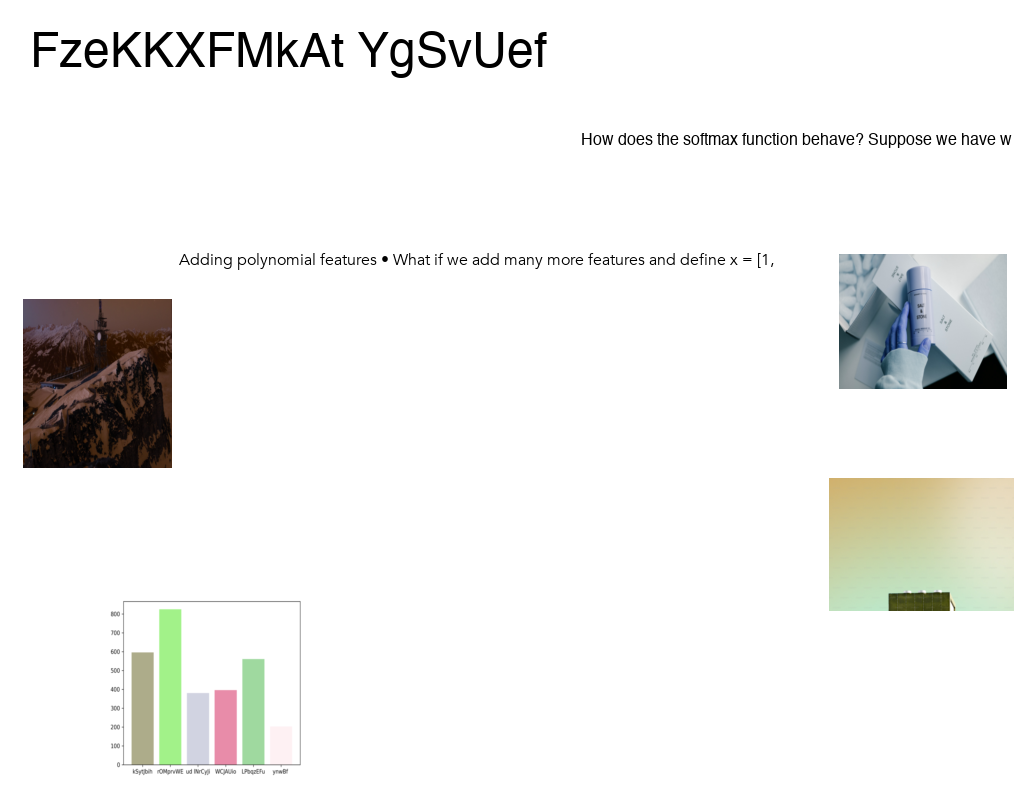 FzeKKXFMkAt YgSvUef
How does the softmax function behave? Suppose we have w
Adding polynomial features • What if we add many more features and define x = [1,
SALT
&
STONE
800
700
600
500
400
300
200
100
0
kSytJbih rOMprvWE WCjAUio LPbqzEFu ynwBf